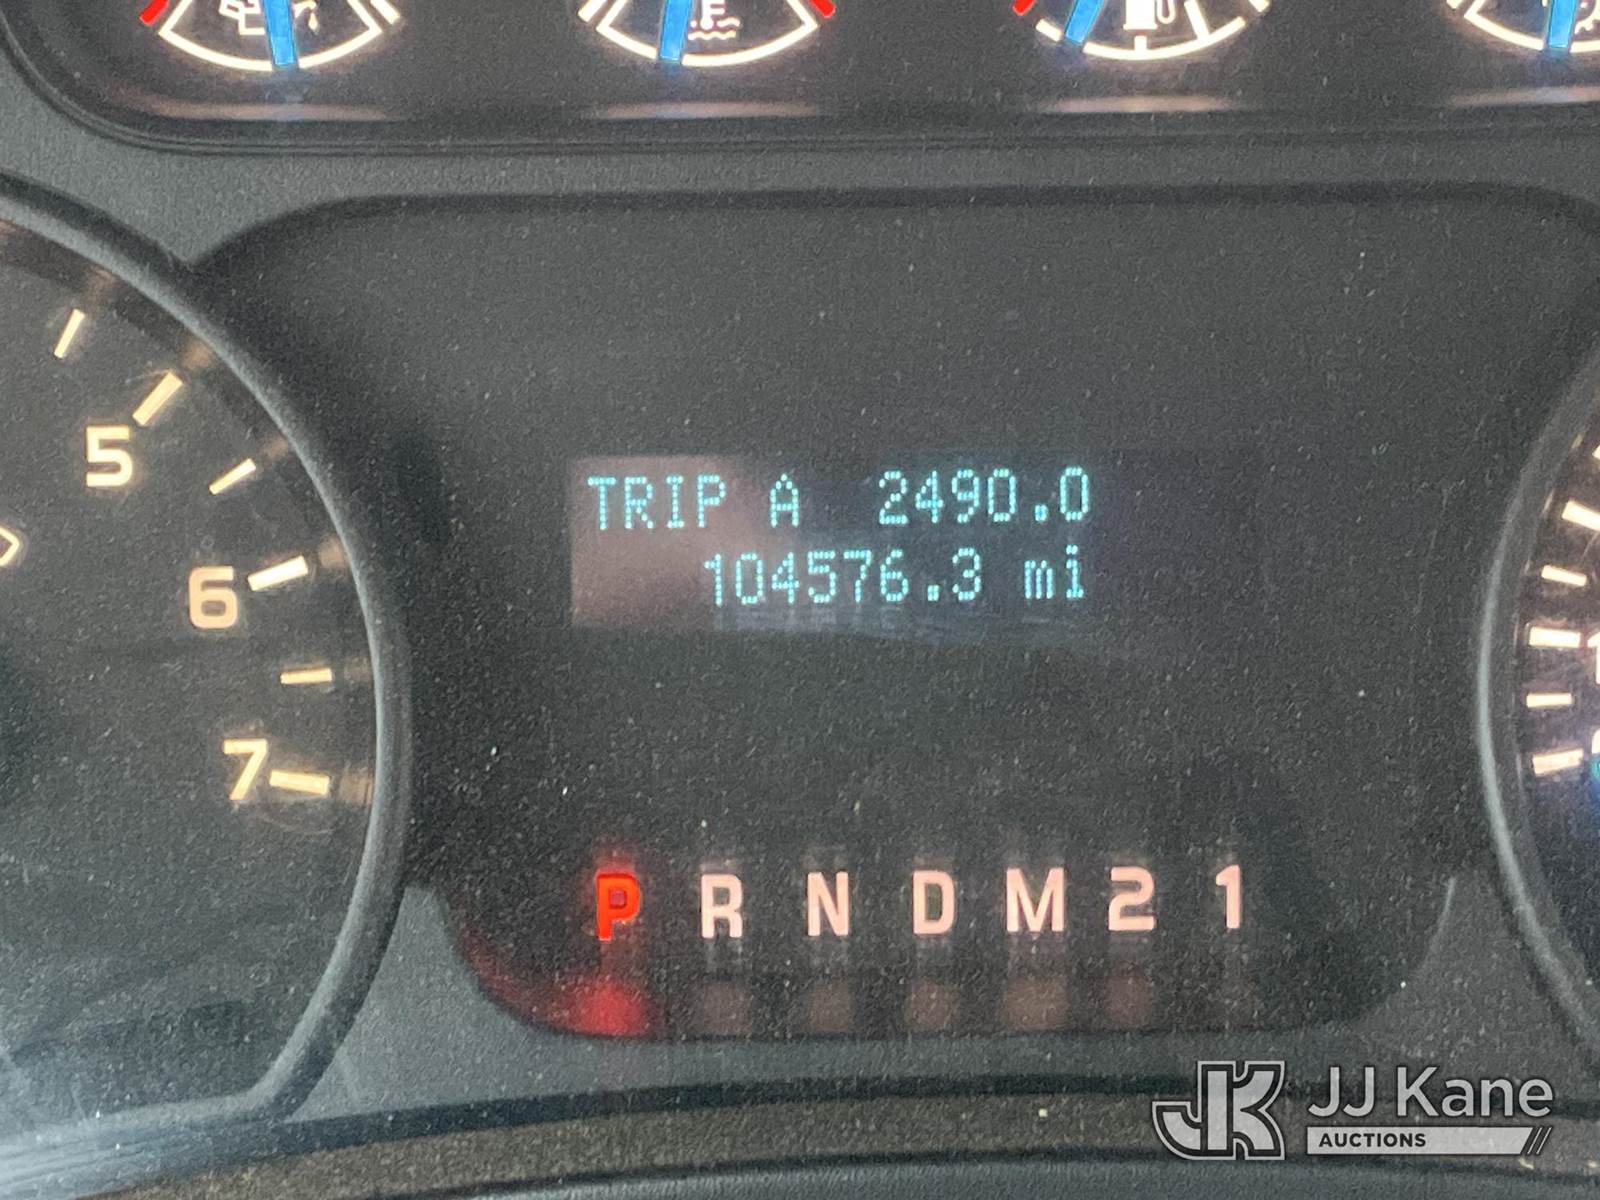 5
6
7
TRIP A 2490.0
104576.3 mi
P R N D M 2 1
JJ Kane
AUCTIONS